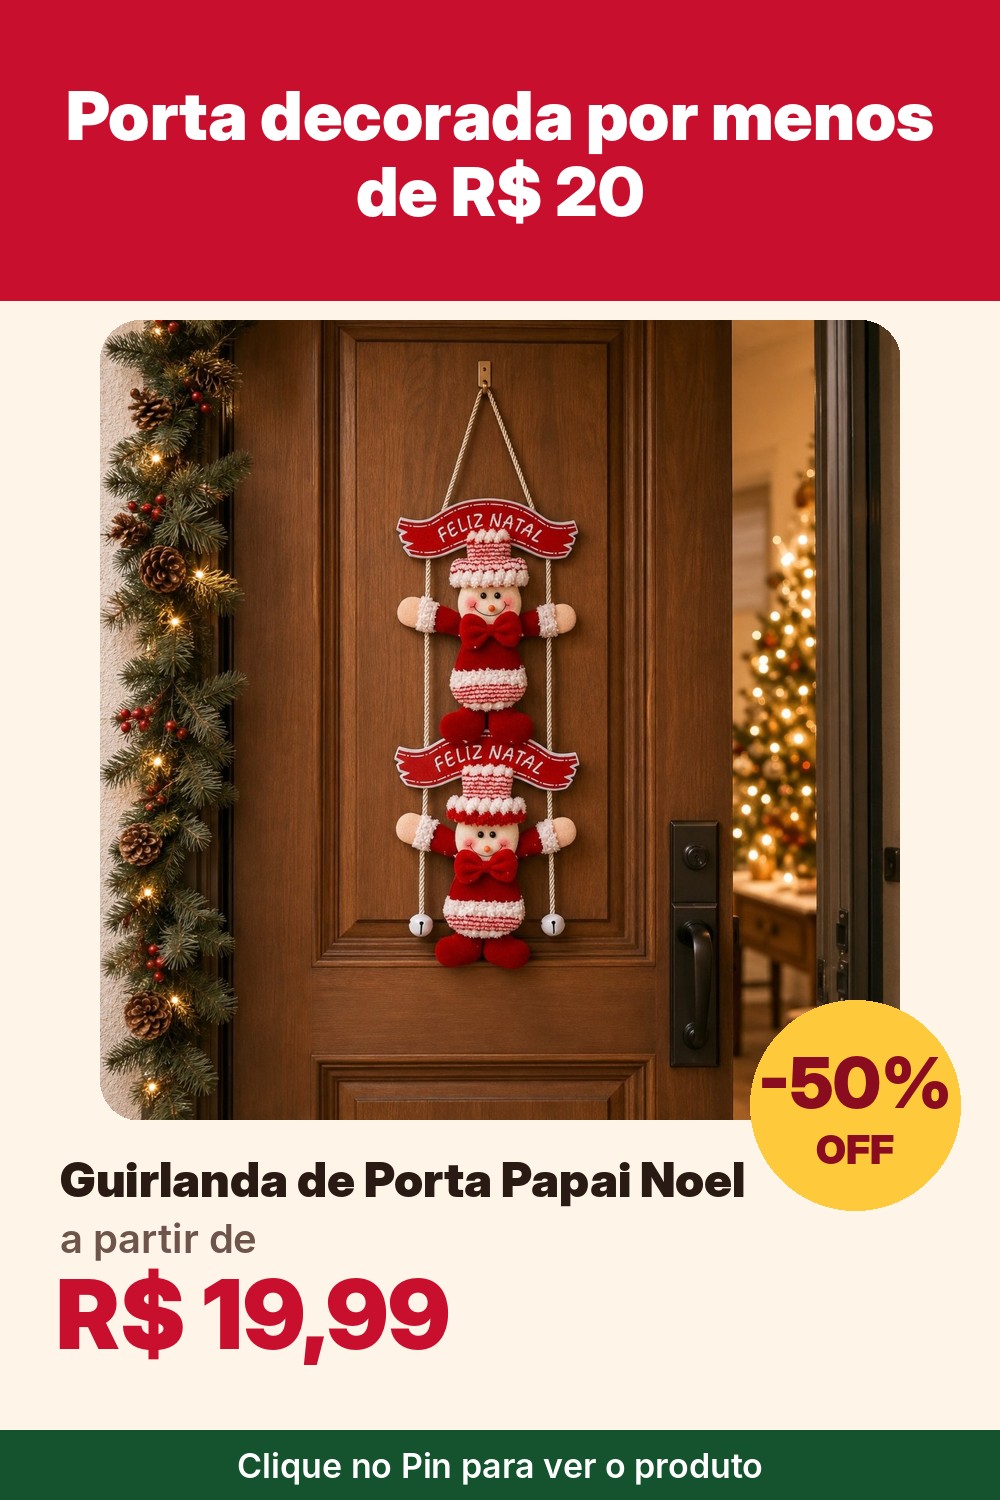 Porta decorada por menos
de R$ 20
FELIZ NATAL
FELIZ NATAL
-50%
OFF
Guirlanda de Porta Papai Noel
a partir de
R$ 19,99
Clique no Pin para ver o produto